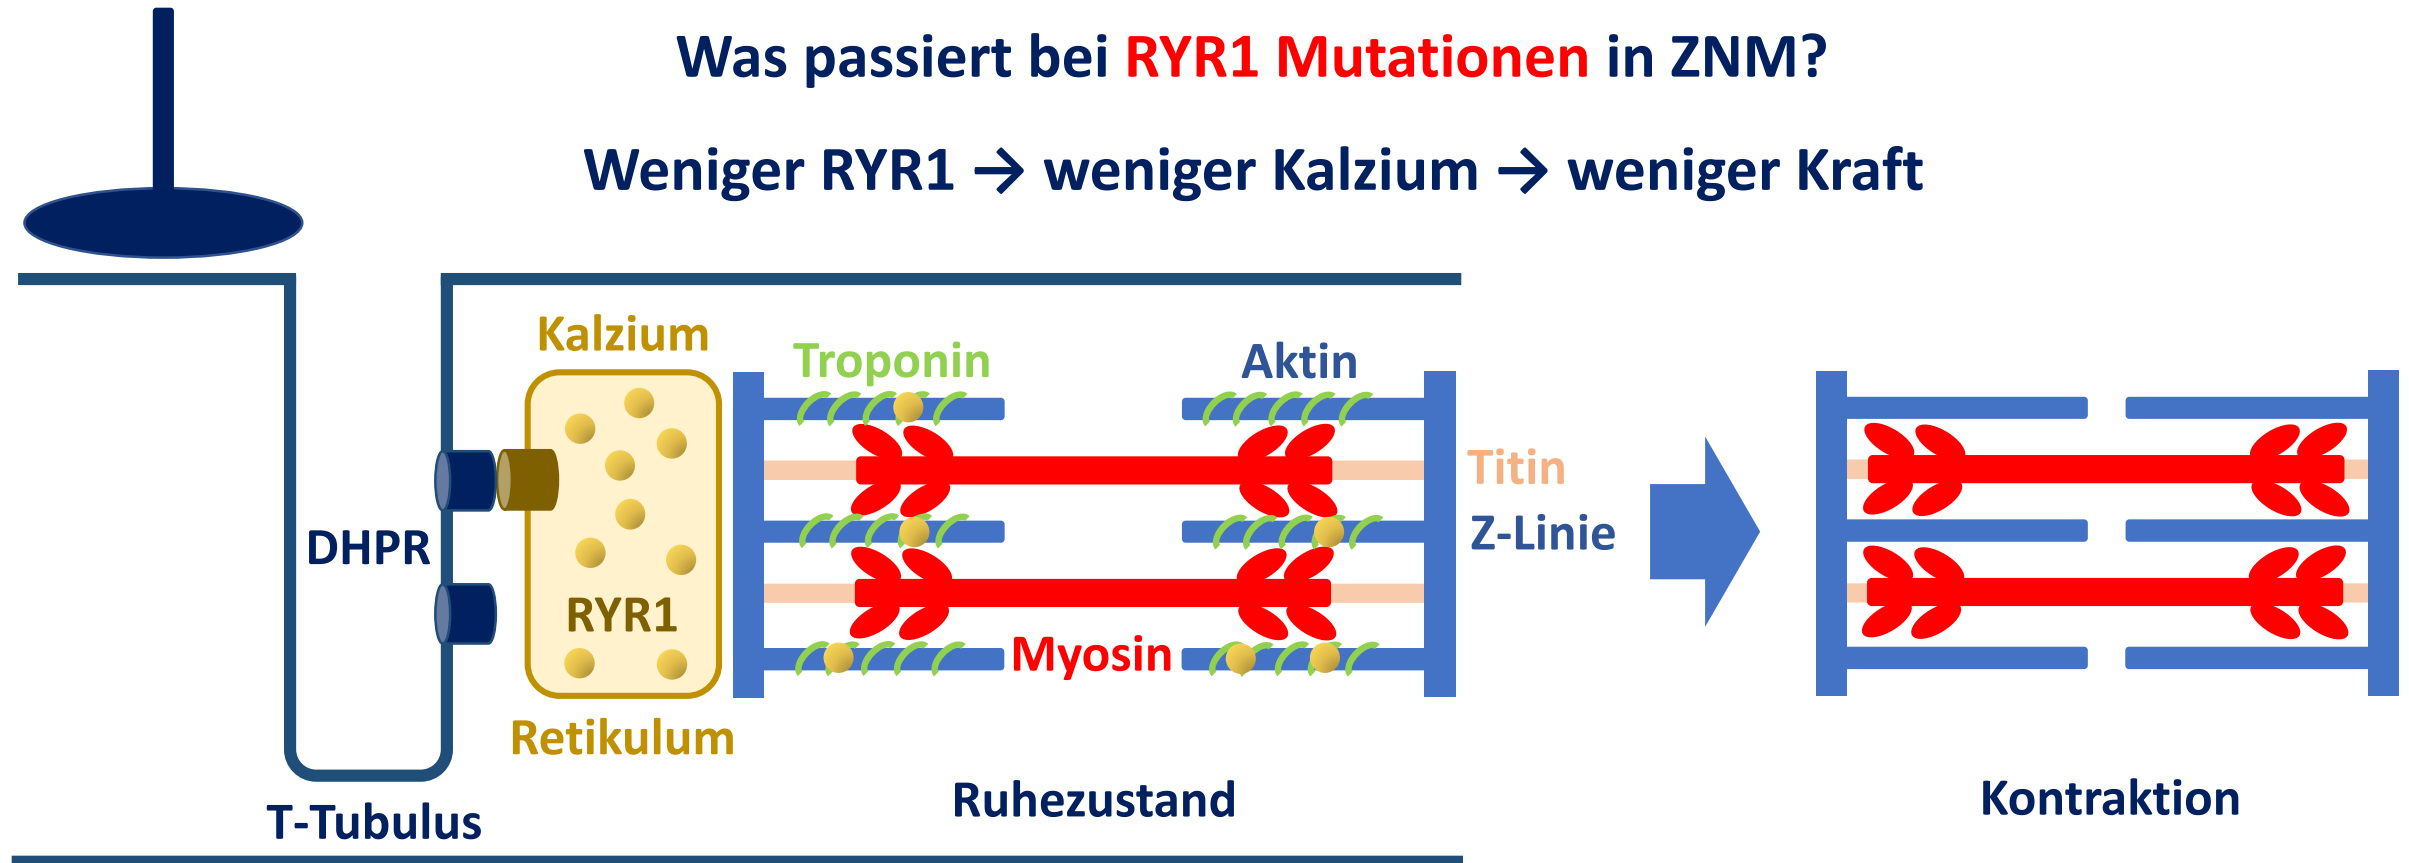 Was passiert bei RYR1 Mutationen in ZNM?
Weniger RYR1 → weniger Kalzium → weniger Kraft
Kalzium
Troponin
Aktin
Titin
Z-Linie
DHPR
RYR1
Myosin
Retikulum
T-Tubulus
Ruhezustand
Kontraktion